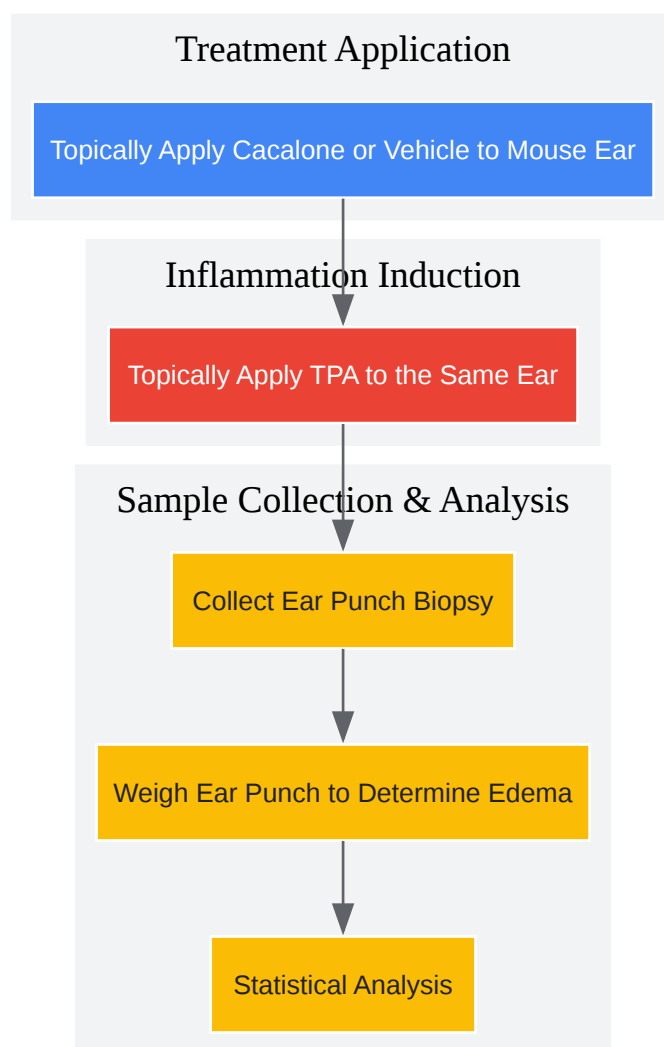 Treatment Application
Topically Apply Cacalone or Vehicle to Mouse Ear
Inflammation Induction
Topically Apply TPA to the Same Ear
Sample Collection & Analysis
Collect Ear Punch Biopsy
Weigh Ear Punch to Determine Edema
Statistical Analysis